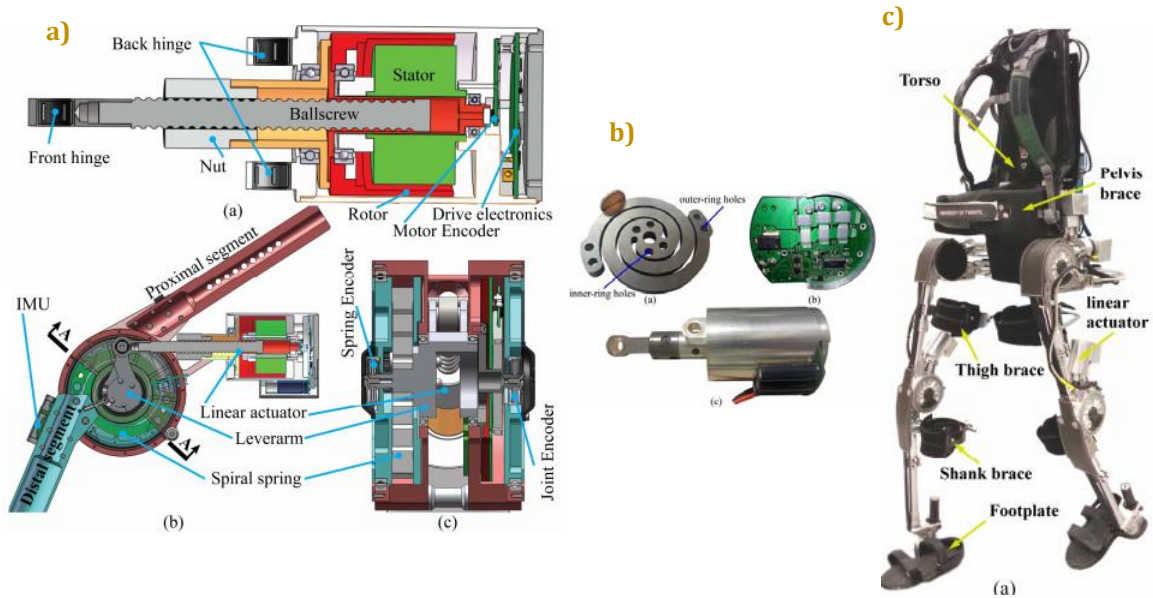 a)
Back hinge
Stator
Ballscrew
Front hinge
Nut
Rotor
Drive electronics
Motor Encoder
(a)
Proximal segment
IMU
A
A
Linear actuator
Leverarm
Spiral spring
Distal segment
(b)
Spring Encoder
Joint Encoder
(c)
b)
outer-ring holes
inner-ring holes
(a)
(b)
(c)
c)
Torso
Pelvis
brace
linear
actuator
Thigh brace
Shank brace
Footplate
(a)